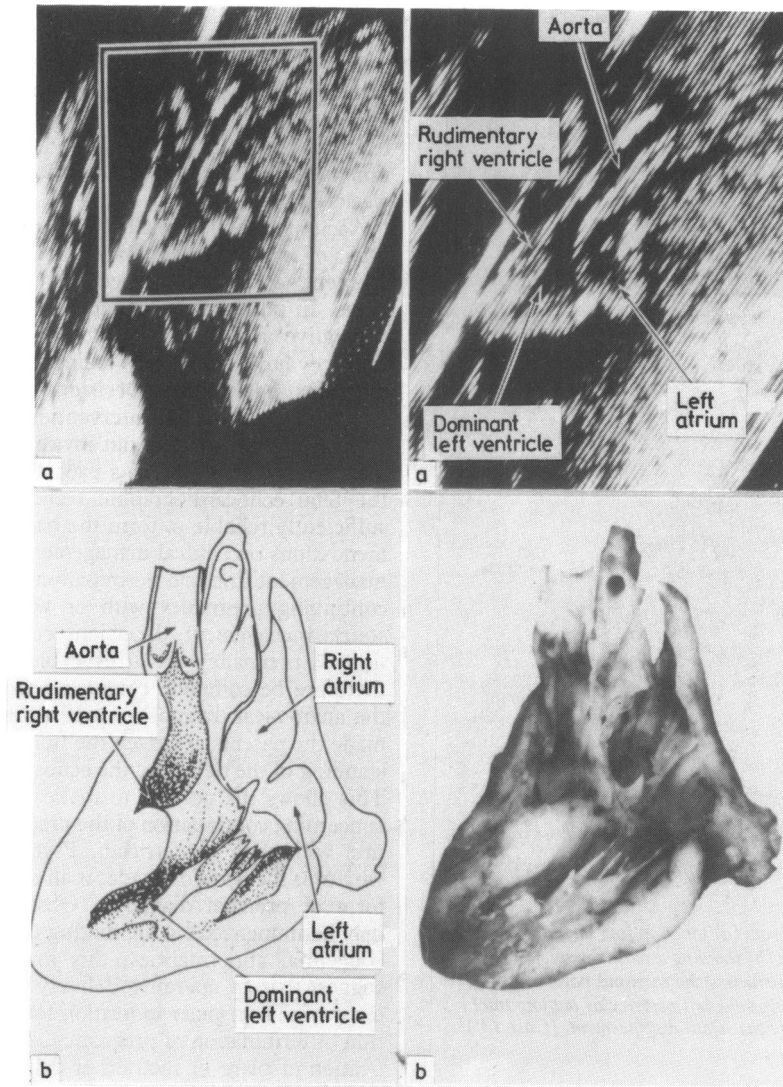 Aorta
Rudimentary
right ventricle
Dominant
left ventricle
Left
atrium
a
a
Aorta
Rudimentary
right ventricle
Right
atrium
Left
atrium
Dominant
left ventricle
b
b